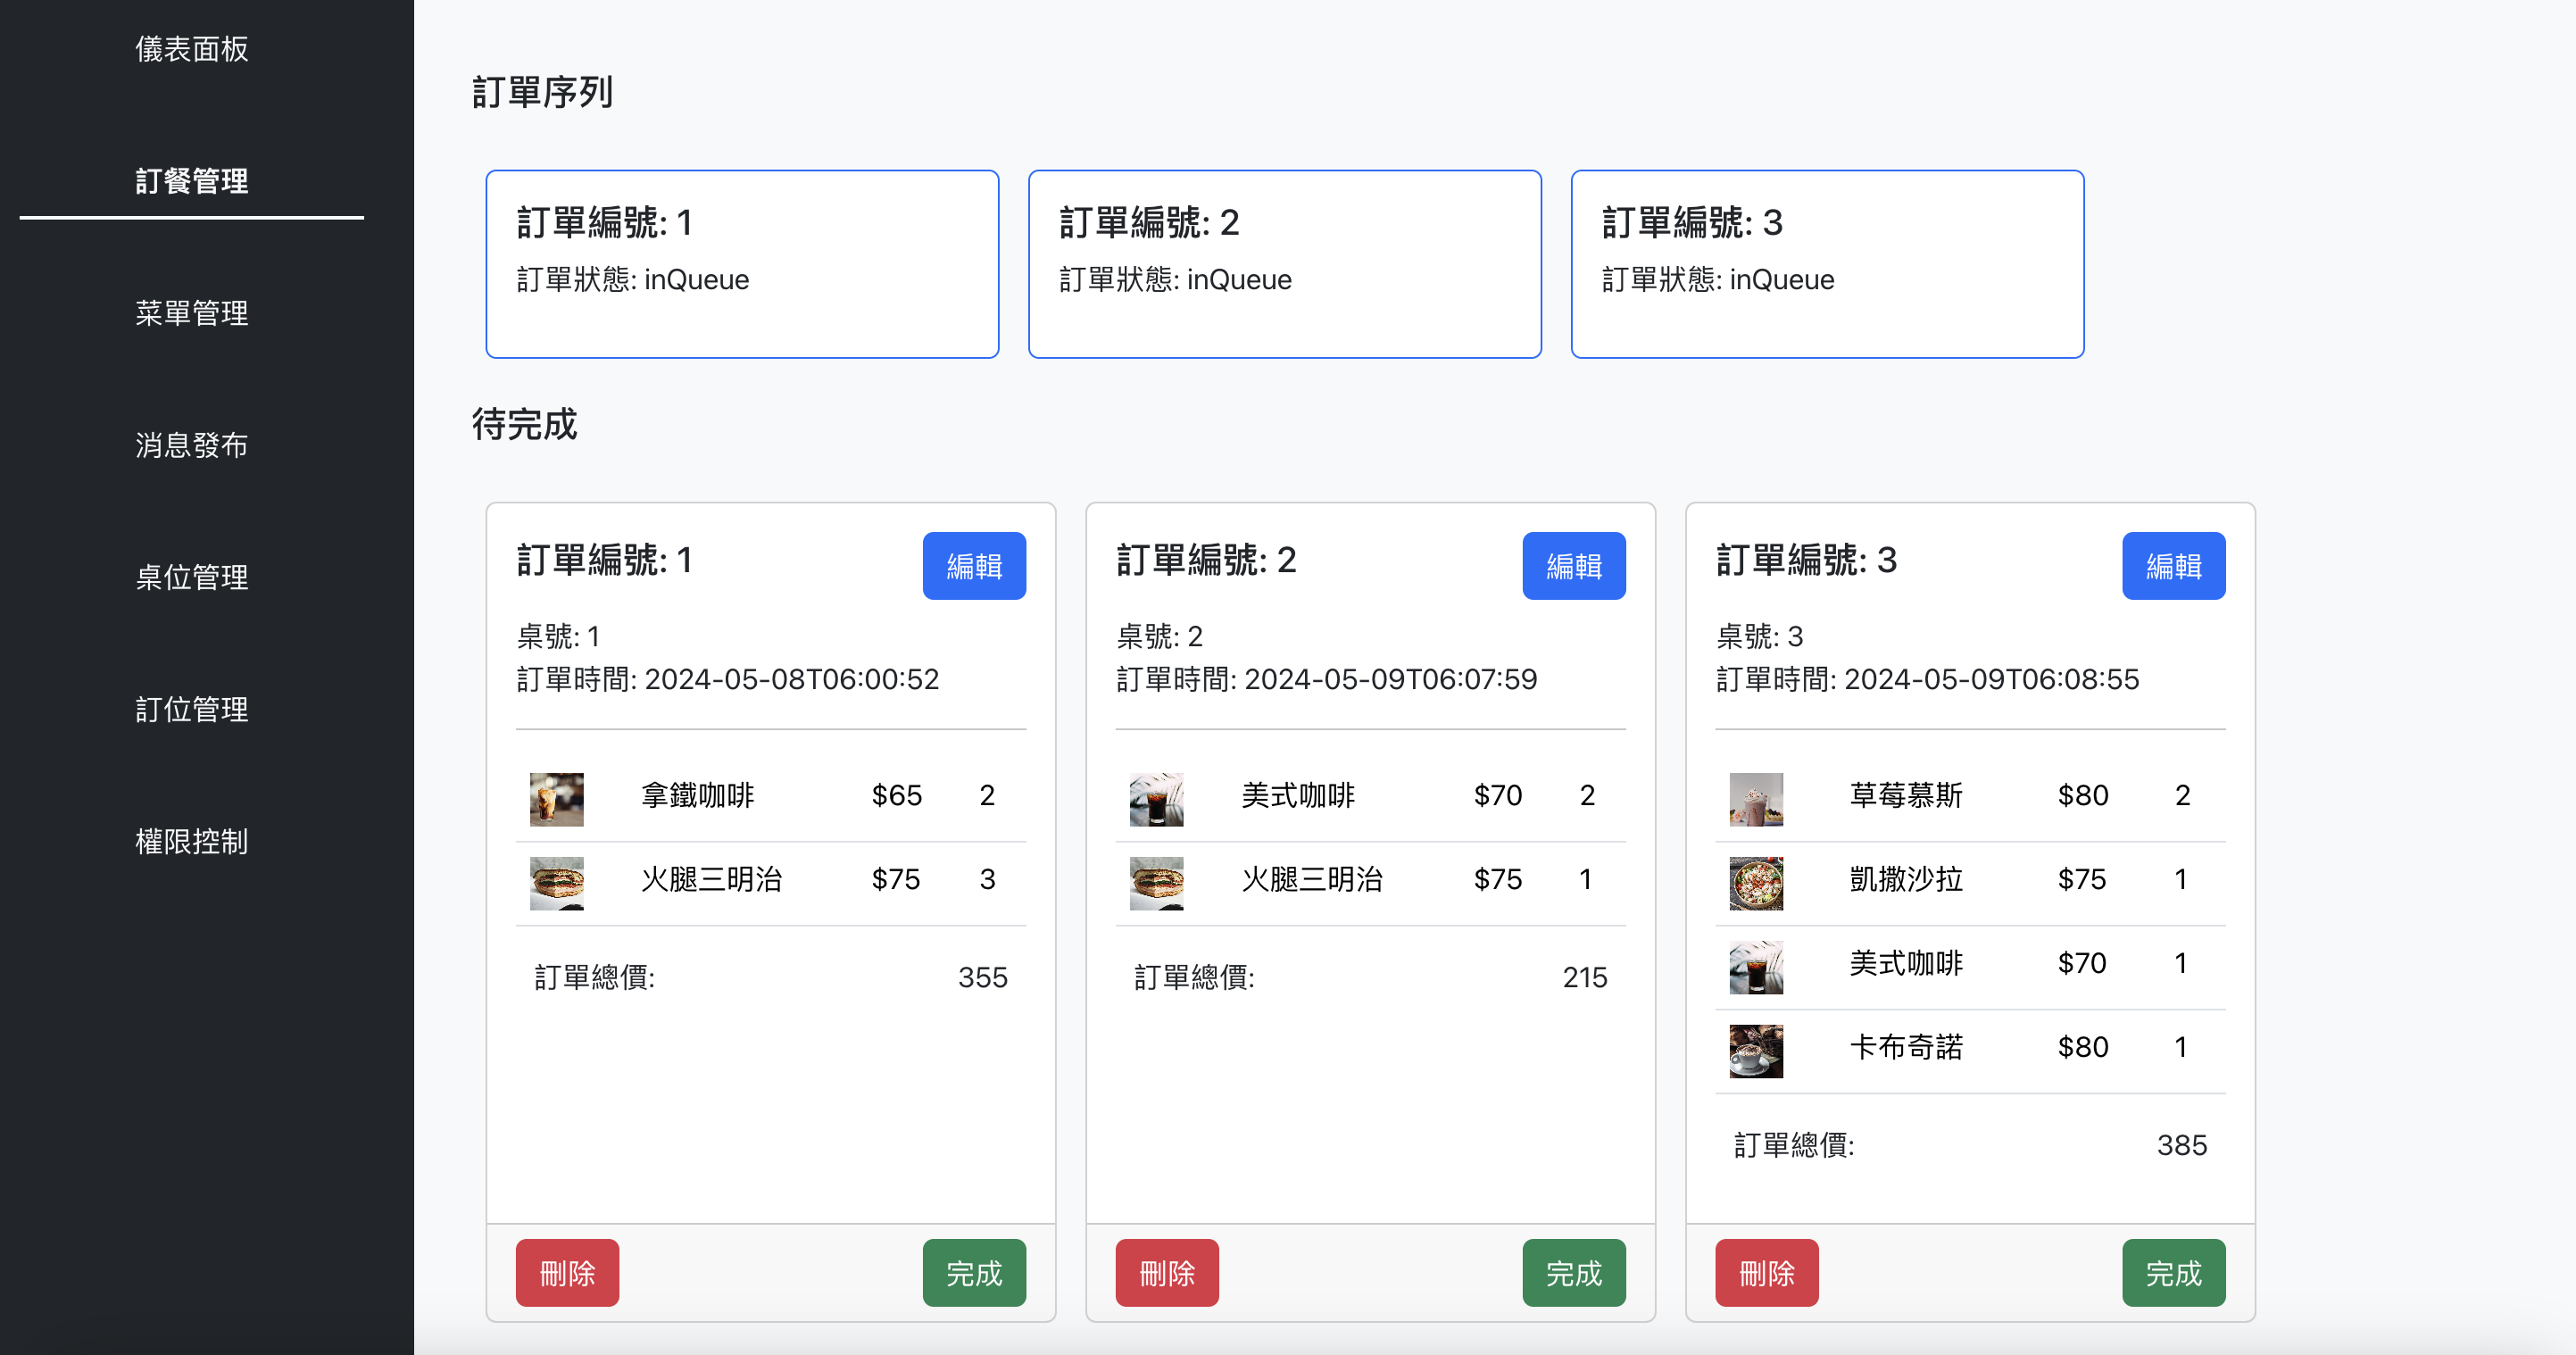 儀表面板
訂餐管理
菜單管理
消息發布
桌位管理
訂位管理
權限控制
訂單序列
訂單編號: 1
訂單狀態: inQueue
訂單編號: 2
訂單狀態: inQueue
訂單編號: 3
訂單狀態: inQueue
待完成
訂單編號: 1 編輯
桌號: 1
訂單時間: 2024-05-08T06:00:52
拿鐵咖啡 $65 2
火腿三明治 $75 3
訂單總價: 355
刪除 完成
訂單編號: 2 編輯
桌號: 2
訂單時間: 2024-05-09T06:07:59
美式咖啡 $70 2
火腿三明治 $75 1
訂單總價: 215
刪除 完成
訂單編號: 3 編輯
桌號: 3
訂單時間: 2024-05-09T06:08:55
草莓慕斯 $80 2
凱撒沙拉 $75 1
美式咖啡 $70 1
卡布奇諾 $80 1
訂單總價: 385
刪除 完成